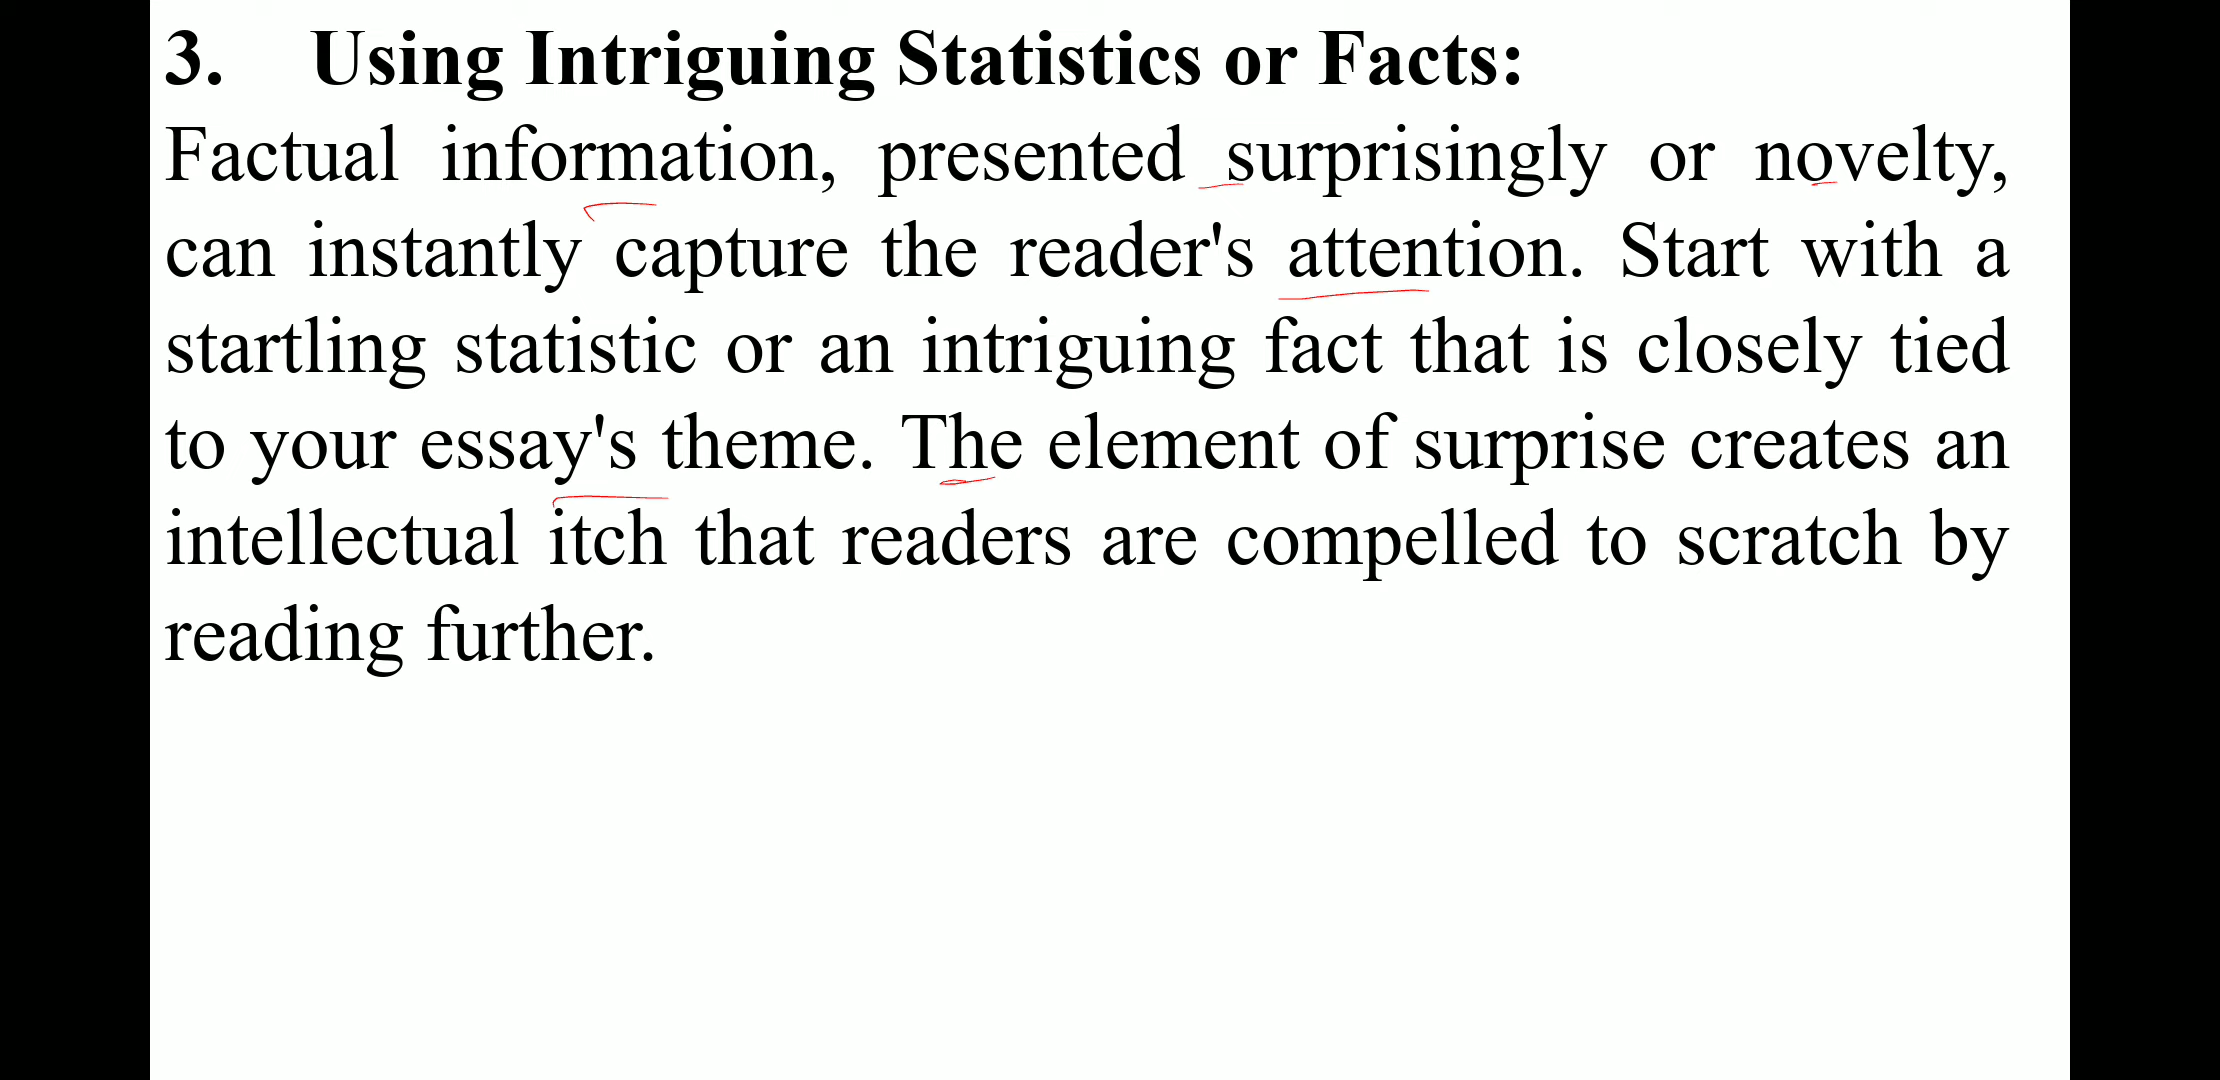 3. Using Intriguing Statistics or Facts:
Factual information, presented surprisingly or novelty,
can instantly capture the reader's attention. Start with a
startling statistic or an intriguing fact that is closely tied
to your essay's theme. The element of surprise creates an
intellectual itch that readers are compelled to scratch by
reading further.